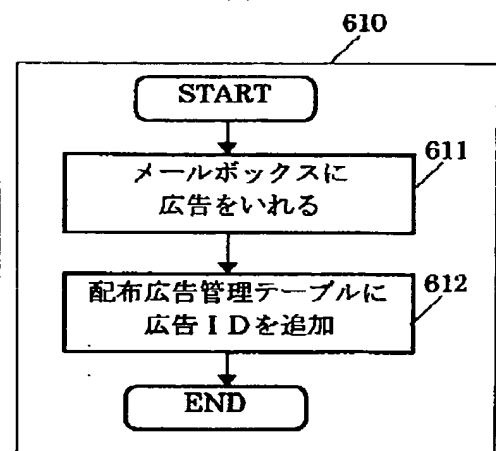 610
START
611
メールボックスに
広告をいれる
612
配布広告管理テーブルに
広告ＩＤを追加
END